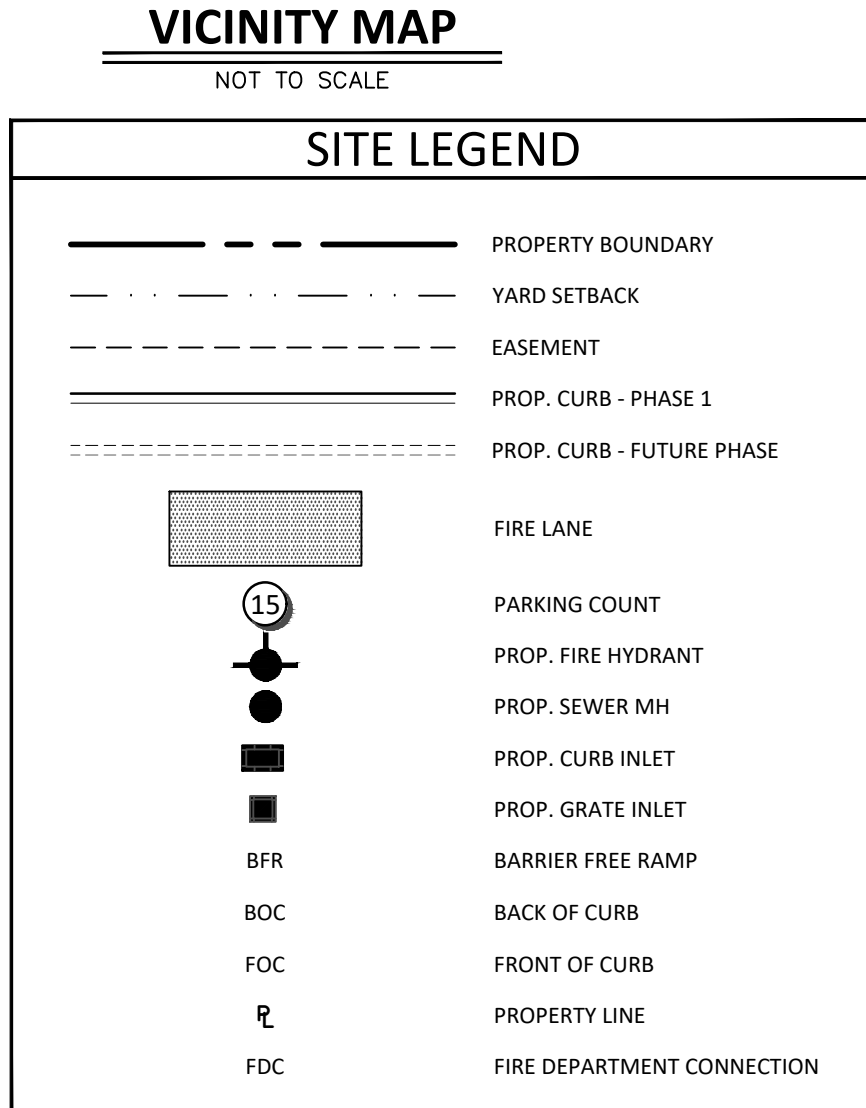 VICINITY MAP
NOT TO SCALE
SITE LEGEND
PROPERTY BOUNDARY
YARD SETBACK
EASEMENT
PROP. CURB - PHASE 1
PROP. CURB - FUTURE PHASE
FIRE LANE
15 PARKING COUNT
PROP. FIRE HYDRANT
PROP. SEWER MH
PROP. CURB INLET
PROP. GRATE INLET
BFR BARRIER FREE RAMP
BOC BACK OF CURB
FOC FRONT OF CURB
PL PROPERTY LINE
FDC FIRE DEPARTMENT CONNECTION